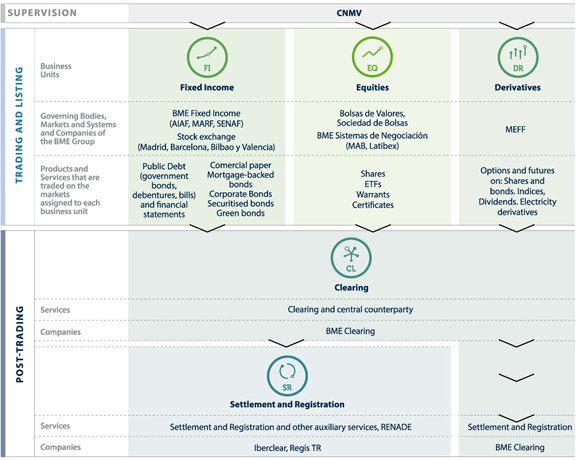 SUPERVISION
CNMV
TRADING AND LISTING
Business
Units
FI
Fixed Income
EQ
Equities
DR
Derivatives
Governing Bodies,
Markets and Systems
and Companies of
the BME Group
BME Fixed Income
(AIAF, MARF, SENAF)
Stock exchange
(Madrid, Barcelona, Bilbao y Valencia)
Bolsas de Valores,
Sociedad de Bolsas
BME Sistemas de Negociación
(MAB, Latibex)
MEFF
Products and
Services that are
traded on the
markets
assigned to each
business unit
Public Debt
(government
bonds,
debentures, bills)
and financial
statements
Comercial paper
Mortgage-backed
bonds
Corporate Bonds
Securitised bonds
Green bonds
Shares
ETFs
Warrants
Certificates
Options and futures
on: Shares and
bonds. Indices,
Dividends. Electricity
derivatives
POST-TRADING
CL
Clearing
Services
Clearing and central counterparty
Companies
BME Clearing
SR
Settlement and Registration
Services
Settlement and Registration and other auxiliary services, RENADE
Settlement and Registration
Companies
Iberclear, Regis TR
BME Clearing